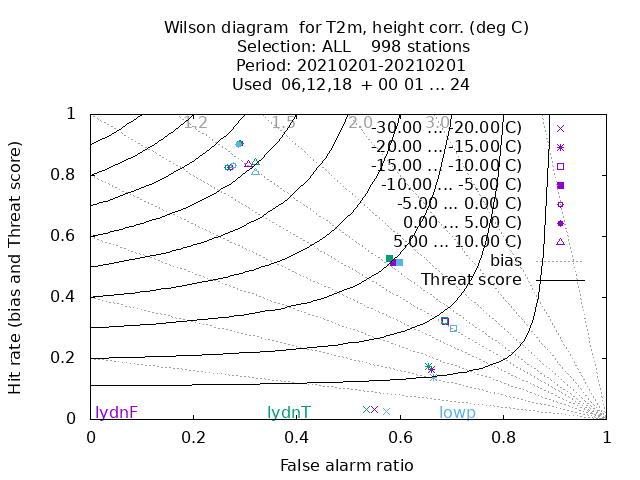 Wilson diagram  for T2m, height corr. (deg C)
Selection: ALL    998 stations
Period: 20210201-20210201
Used  06,12,18  + 00 01 ... 24
Hit rate (bias and Threat score)
1
0.8
0.6
0.4
0.2
0
1.2
1.5
2.0
3.0
-30.00 ... -20.00 C)
-20.00 ... -15.00 C)
-15.00 ... -10.00 C)
-10.00 ... -5.00 C)
-5.00 ... 0.00 C)
0.00 ... 5.00 C)
5.00 ... 10.00 C)
bias
Threat score
lydnF
lydnT
lowp
0
0.2
0.4
0.6
0.8
1
False alarm ratio